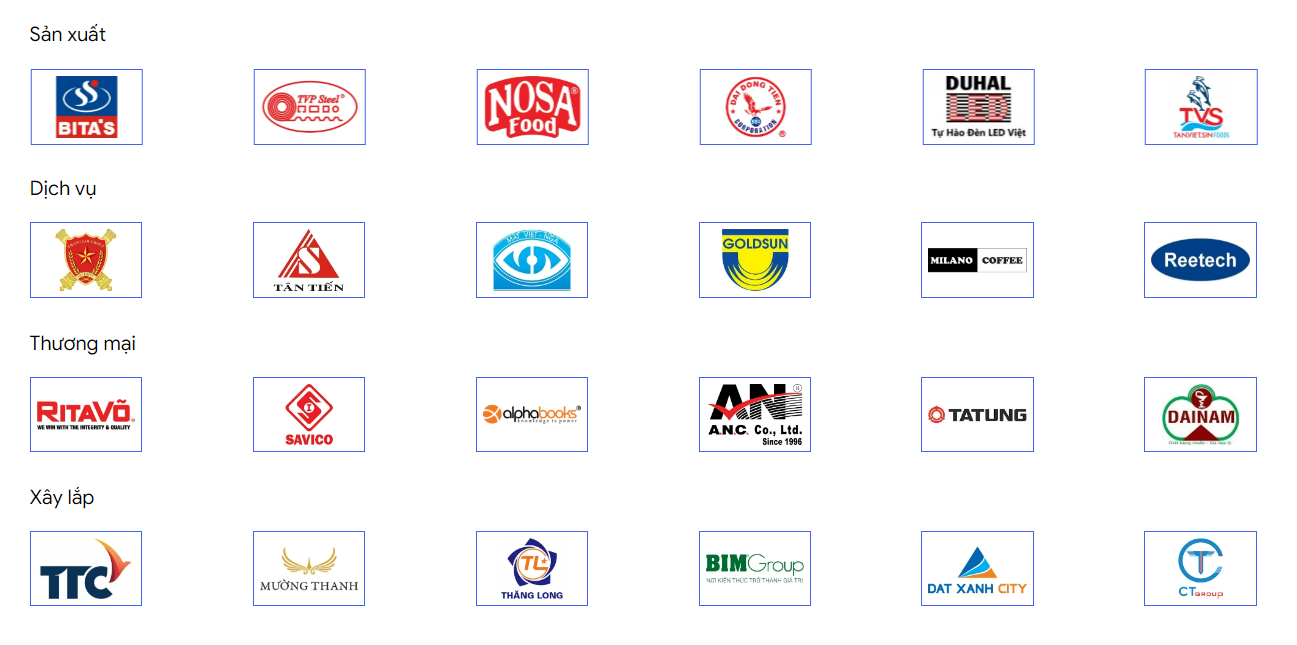 Sản xuất
BITA'S
TVP Steel®
NOSA®
Food
DAI DONG TIEN
CORPORATION
®
DUHAL
LED
Tự Hào Đèn LED Việt
TVS
TANVIETSIN FOODS
Dịch vụ
TÂN TIẾN
MẮT VIỆT - NGA
GOLDSUN
MILANO COFFEE
Reetech
Thương mại
RITAVÕ
WE WIN WITH THE INTEGRITY & QUALITY
SAVICO
alphabooks®
knowledge is power
AN®
A.N.C. Co., Ltd.
Since 1996
TATUNG
DAINAM
Xây lắp
TTC
MƯỜNG THANH
TL
THĂNG LONG
BIMGroup
NƠI KIẾN THỨC TRỞ THÀNH GIÁ TRỊ
DAT XANH CITY
CT GROUP